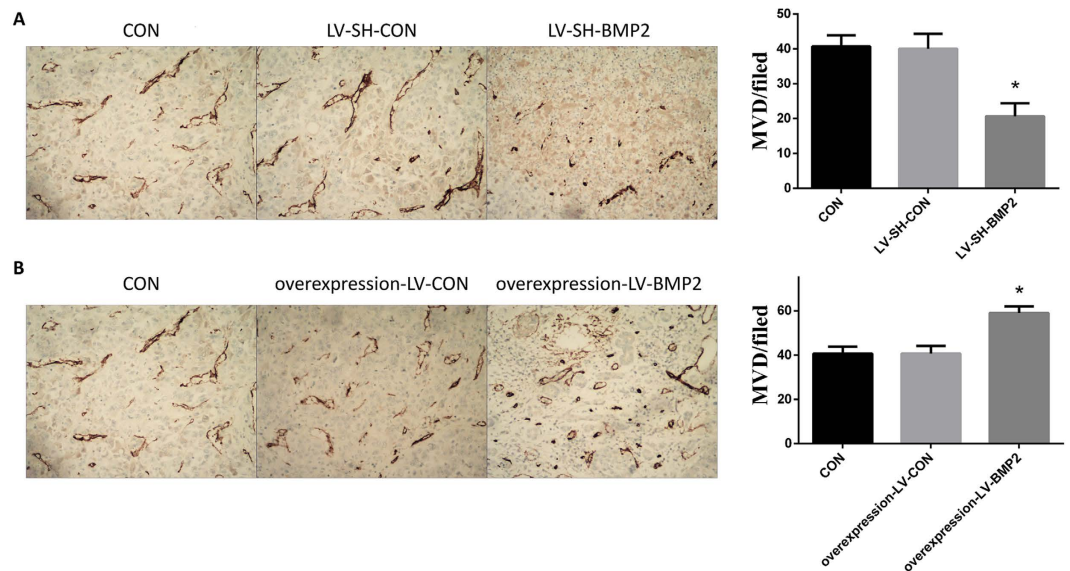 A
CON
LV-SH-CON
LV-SH-BMP2
MVD/filed
50
40
30
20
10
0
*
CON
LV-SH-CON
LV-SH-BMP2
B
CON
overexpression-LV-CON
overexpression-LV-BMP2
MVD/filed
60
40
20
0
*
CON
overexpression-LV-CON
overexpression-LV-BMP2